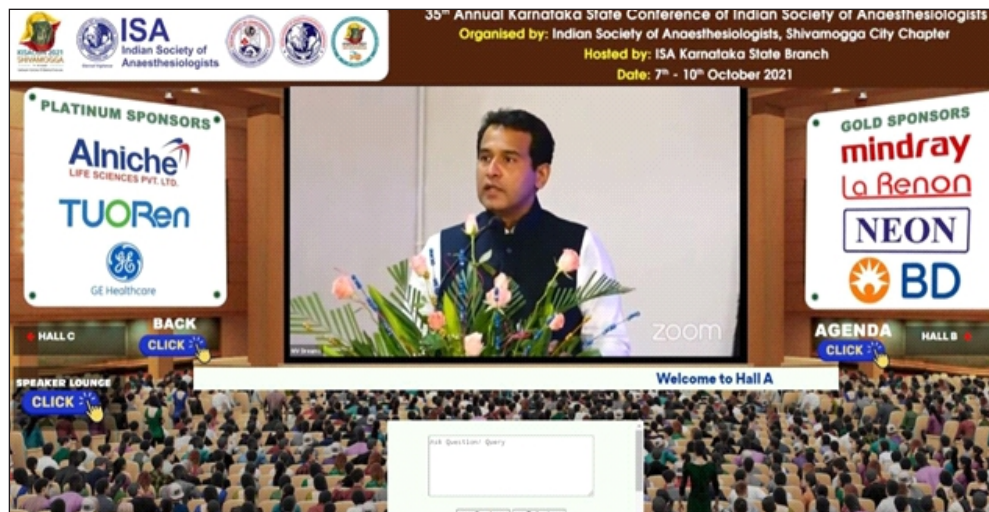 KISACON 2021
SHIVAMOGGA
ISA
Indian Society of
Anaesthesiologists
35th Annual Karnataka State Conference of Indian Society of Anaesthesiologists
Organised by: Indian Society of Anaesthesiologists, Shivamogga City Chapter
Hosted by: ISA Karnataka State Branch
Date: 7th - 10th October 2021
PLATINUM SPONSORS
Alniche
LIFE SCIENCES PVT. LTD.
TUORen
GE Healthcare
zoom
GOLD SPONSORS
mindray
La Renon
NEON
BD
HALL C
BACK
CLICK
SPEAKER LOUNGE
CLICK
AGENDA
CLICK
HALL B
Welcome to Hall A
Ask Question/ Query